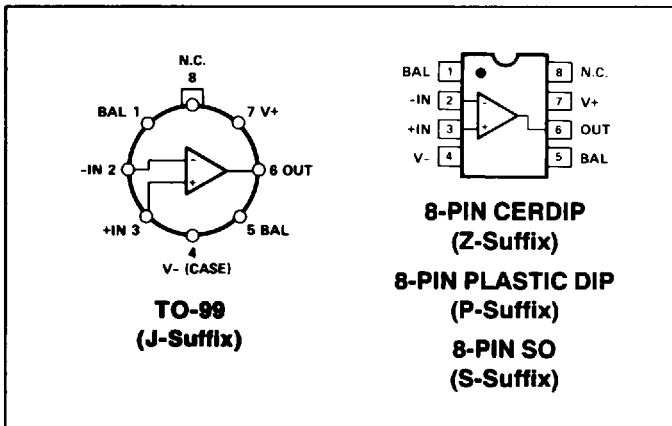 N.C.
8
BAL 1
7 V+
-IN 2
-
+
6 OUT
+IN 3
5 BAL
4
V- (CASE)
TO-99
(J-Suffix)
BAL 1
8 N.C.
-IN 2
-
7 V+
+IN 3
+
6 OUT
V- 4
5 BAL
8-PIN CERDIP
(Z-Suffix)
8-PIN PLASTIC DIP
(P-Suffix)
8-PIN SO
(S-Suffix)